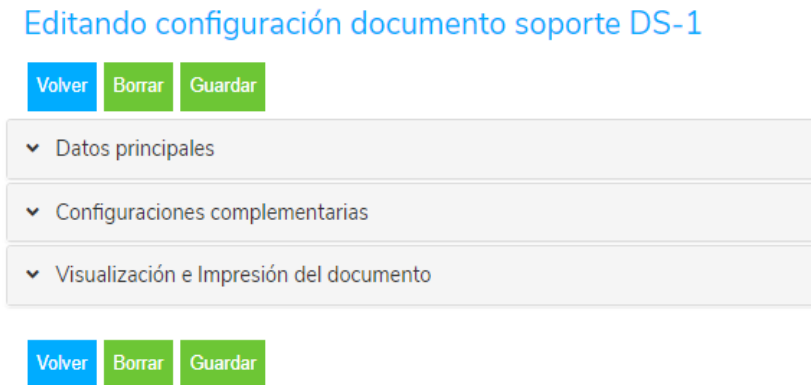 Editando configuración documento soporte DS-1
Volver Borrar Guardar
Datos principales
Configuraciones complementarias
Visualización e Impresión del documento
Volver Borrar Guardar